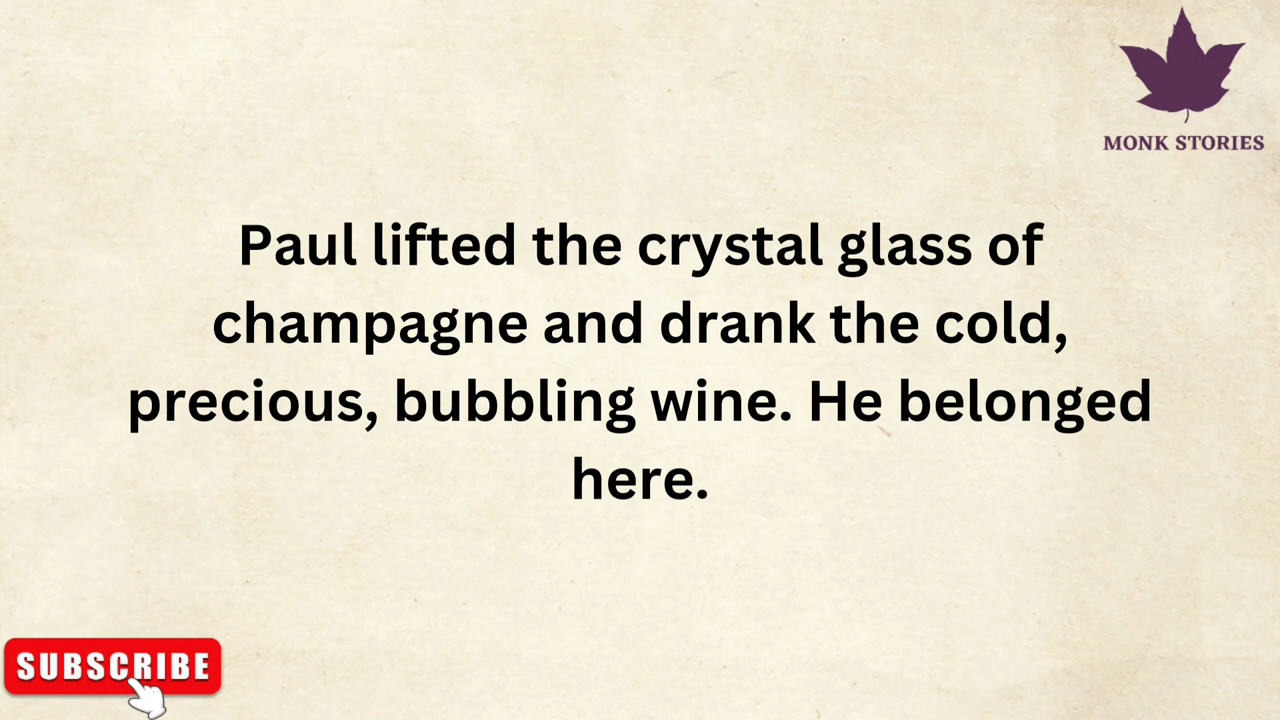 MONK STORIES
Paul lifted the crystal glass of
champagne and drank the cold,
precious, bubbling wine. He belonged
here.
SUBSCRIBE